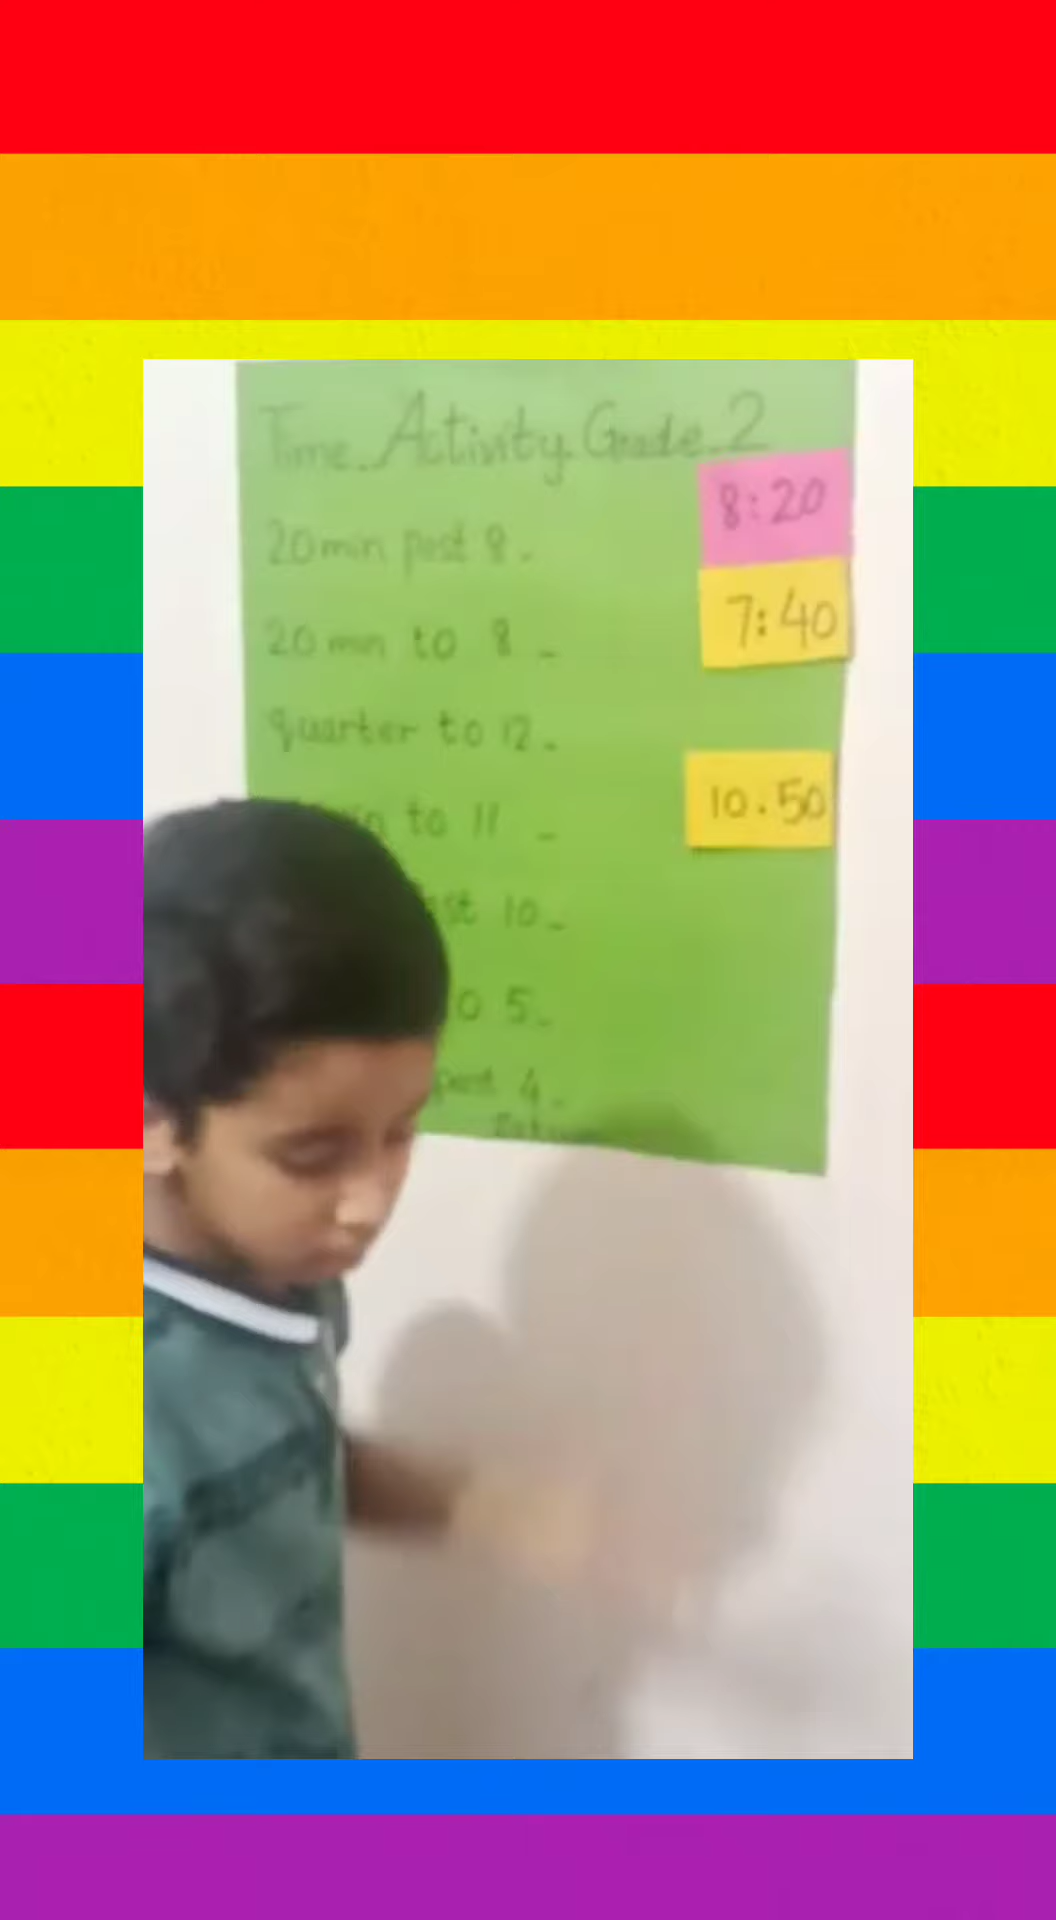 Time Activity Grade 2
20 min past 8 - 8:20
20 min to 8 - 7:40
quarter to 12 -
to 11 - 10.50
10 -
5 -
past 4 -